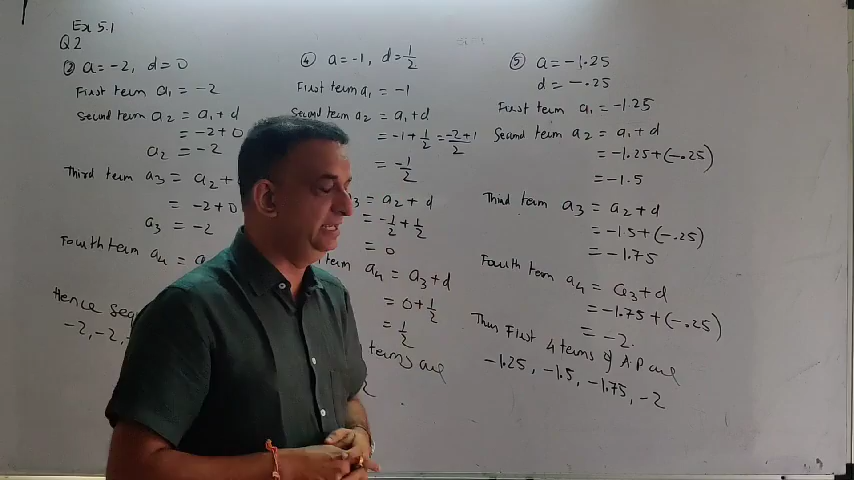 Ex 5.1
Q2
a = -2, d = 0
First term a₁ = -2
Second term a₂ = a₁ + d
= -2+0
a₂ = -2
Third term a₃ = a₂ +
= -2+0
a₃ = -2
Fourth term a₄ =
Hence
-2, -2,
④ a = -1, d = 1/2
First term a₁ = -1
Second term a₂ = a₁ + d
= -1 + 1/2 = -2+1/2
= -1/2
= a₂ + d
= -1/2 + 1/2
= 0
term a₄ = a₃ + d
= 0 + 1/2
= 1/2
terms are
⑤ a = -1.25
d = -.25
First term a₁ = -1.25
Second term a₂ = a₁ + d
= -1.25 + (-.25)
= -1.5
Third term a₃ = a₂ + d
= -1.5 + (-.25)
= -1.75
Fourth term a₄ = a₃ + d
= -1.75 + (-.25)
= -2.
Thus First 4 terms of A.P are
-1.25, -1.5, -1.75, -2